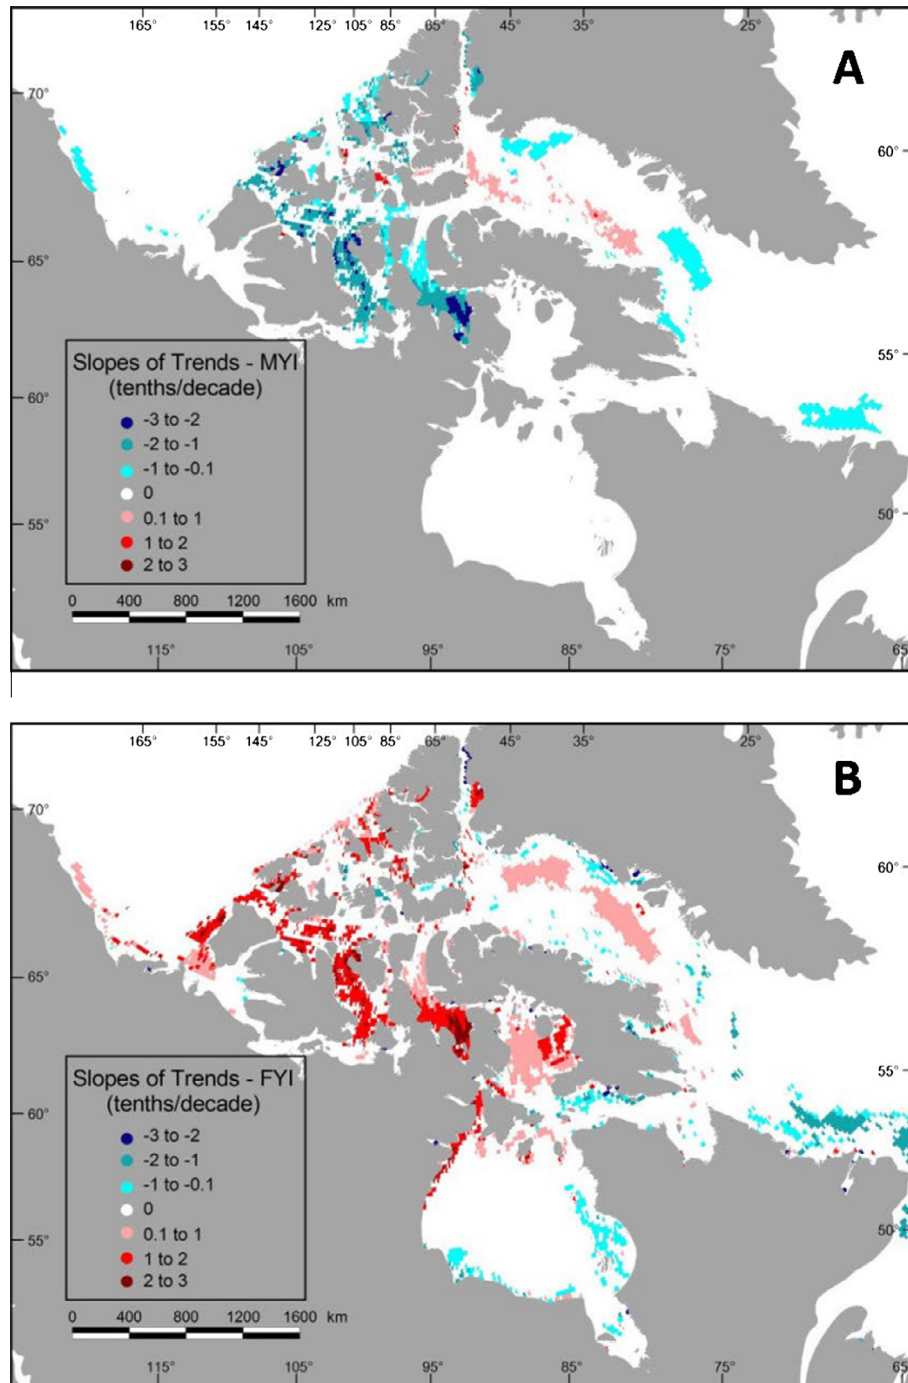 165° 155° 145° 125° 105° 85° 65° 45° 35° 25°
A
70°
60°
65°
55°
Slopes of Trends - MYI
(tenths/decade)
-3 to -2
-2 to -1
-1 to -0.1
0
0.1 to 1
1 to 2
2 to 3
60°
50°
55°
0 400 800 1200 1600 km
115° 105° 95° 85° 75° 65
165° 155° 145° 125° 105° 85° 65° 45° 35° 25°
B
70°
60°
65°
55°
Slopes of Trends - FYI
(tenths/decade)
-3 to -2
-2 to -1
-1 to -0.1
0
0.1 to 1
1 to 2
2 to 3
60°
50°
55°
0 400 800 1200 1600 km
115° 105° 95° 85° 75° 65